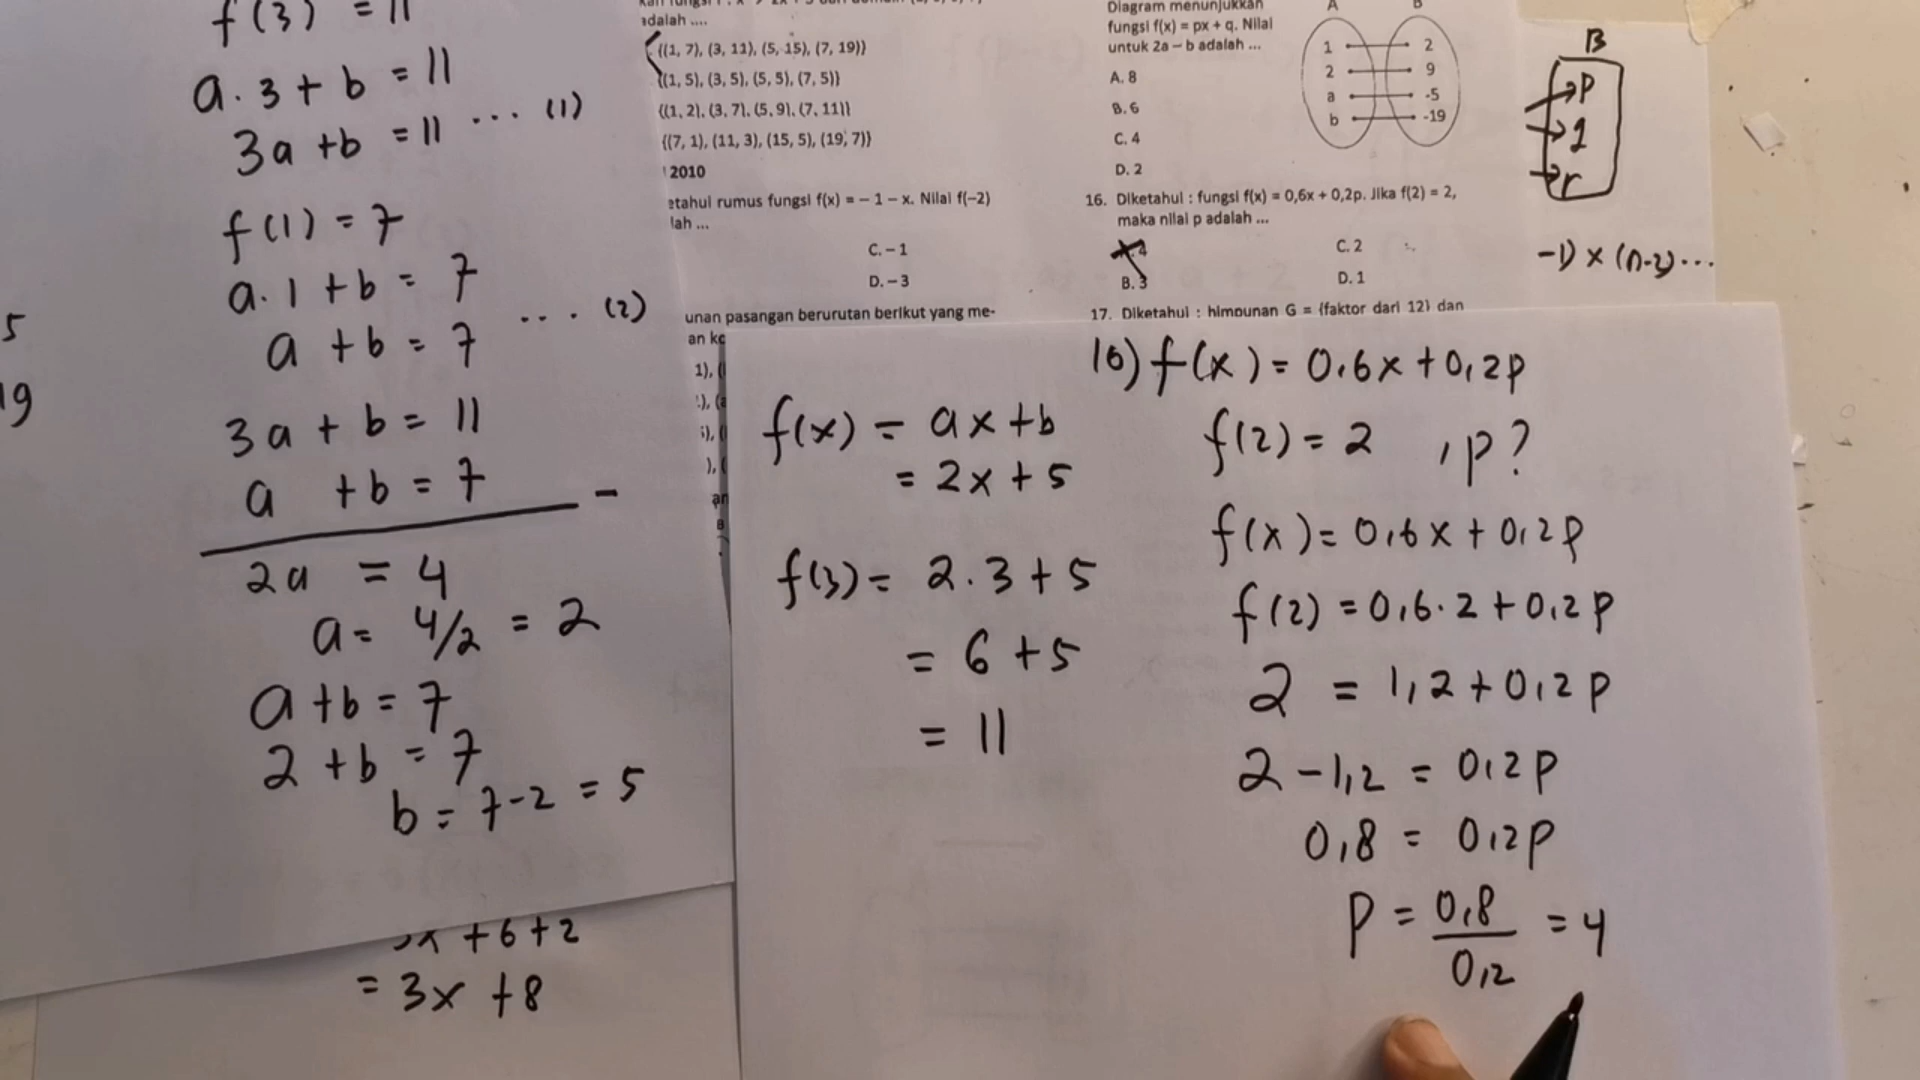 f(3) = 11
a. 3 + b = 11
3a + b = 11 ... (1)
f(1) = 7
a. 1 + b = 7
a + b = 7 ... (2)
3a + b = 11
a + b = 7 -
2a = 4
a = 4/2 = 2
a + b = 7
2 + b = 7
b = 7-2 = 5
+ 6 + 2
= 3x + 8
5
19
adalah ....
{(1, 7), (3, 11), (5, 15), (7, 19)}
{(1, 5), (3, 5), (5, 5), (7, 5)}
{(1, 2), (3, 7), (5, 9), (7, 11)}
{(7, 1), (11, 3), (15, 5), (19, 7)}
2010
rumus fungsi f(x) = − 1 − x. Nilai f(−2)
C. − 1
D. − 3
pasangan berurutan berikut yang me-
Diagram menunjukkan
fungsi f(x) = px + q. Nilai
untuk 2a − b adalah ...
A. 8
B. 6
C. 4
D. 2
A B
1 2
2 9
a -5
b -19
16. Diketahui : fungsi f(x) = 0,6x + 0,2p. Jika f(2) = 2,
maka nilai p adalah ...
4 C. 2
B. 3 D. 1
17. Diketahui : himpunan G = {faktor dari 12} dan
B
p
q
r
-1) × (n-2) ...
f(x) = ax + b
= 2x + 5
f(3) = 2 . 3 + 5
= 6 + 5
= 11
16) f(x) = 0,6x + 0,2p
f(2) = 2 , p?
f(x) = 0,6x + 0,2p
f(2) = 0,6. 2 + 0,2p
2 = 1,2 + 0,2p
2 - 1,2 = 0,2p
0,8 = 0,2p
p = 0,8/0,2 = 4